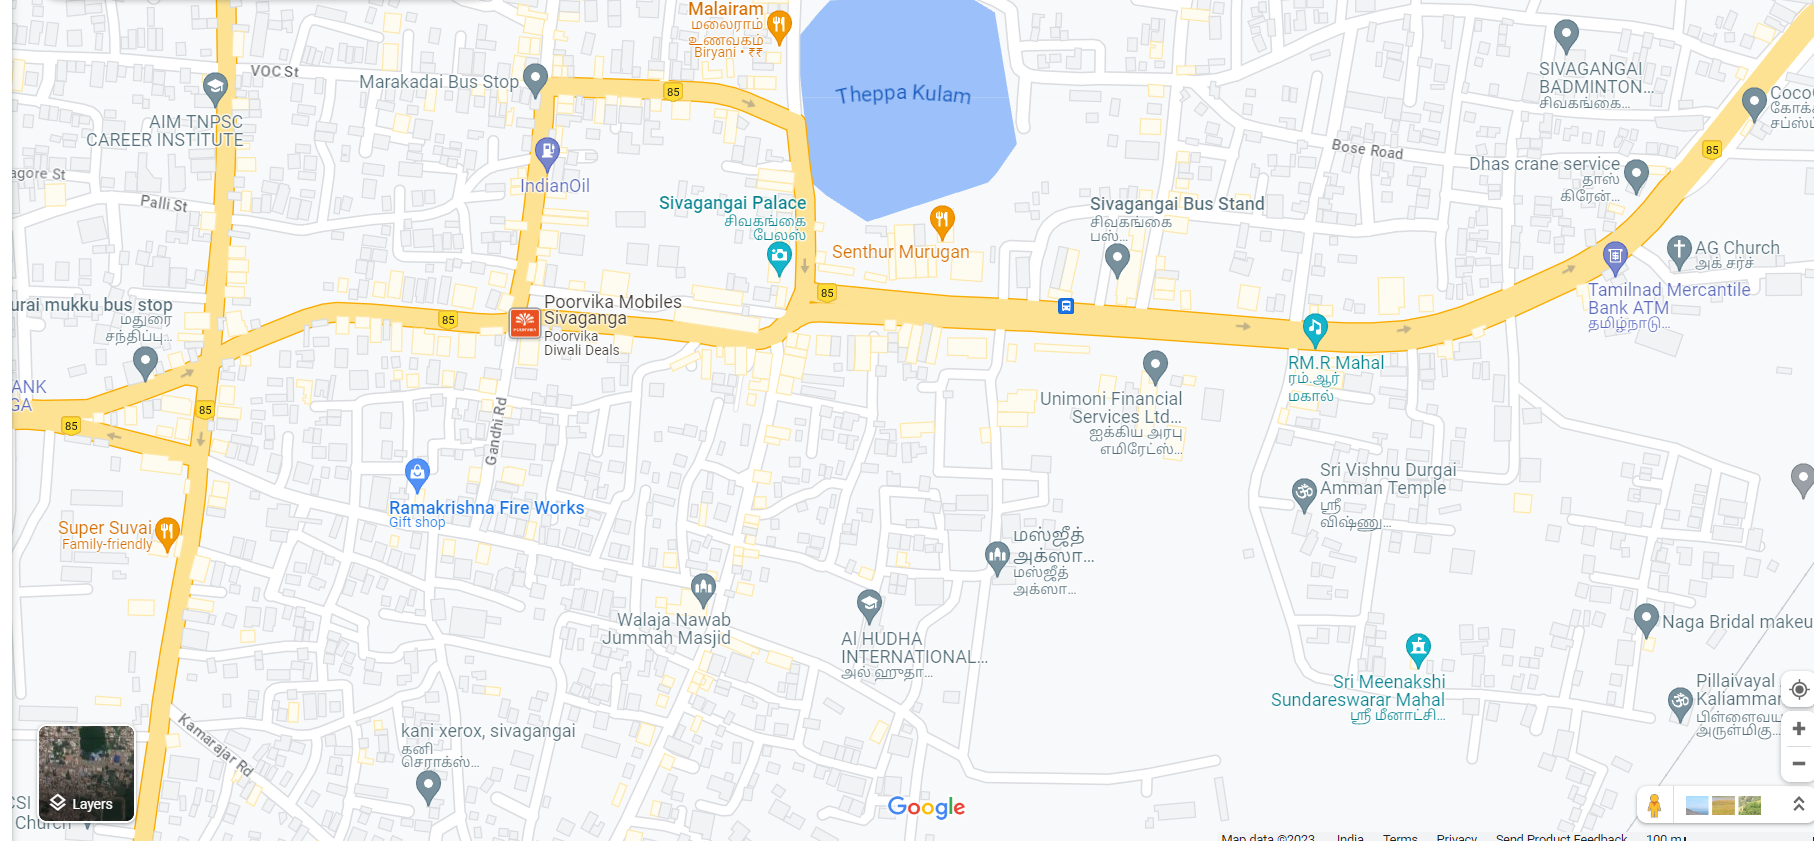 Malairam
மலைராம்
உணவகம்
Biryani • ₹₹
Theppa Kulam
VOC St
Marakadai Bus Stop
85
SIVAGANGAI
BADMINTON...
சிவகங்கை...
AIM TNPSC
CAREER INSTITUTE
Bose Road
85
Dhas crane service
தாஸ்
கிரேன்...
IndianOil
agore St
Palli St
Sivagangai Palace
சிவகங்கை
பேலஸ்
Senthur Murugan
Sivagangai Bus Stand
சிவகங்கை
பஸ்...
AG Church
அக் சர்ச்
Tamilnad Mercantile
Bank ATM
தமிழ்நாடு...
urai mukku bus stop
மதுரை
சந்திப்பு...
85
Poorvika Mobiles
Sivaganga
Poorvika
Diwali Deals
POORVIKA
85
RM.R Mahal
ரம்.ஆர்
மகால்
Unimoni Financial
Services Ltd...
ஐக்கிய அரபு
எமிரேட்ஸ்...
ANK
GA
85
85
Gandhi Rd
Ramakrishna Fire Works
Gift shop
Super Suvai
Family-friendly
Sri Vishnu Durgai
Amman Temple
ஸ்ரீ
விஷ்ணு...
மஸ்ஜீத்
அக்ஸா...
மஸ்ஜீத்
அக்ஸா...
Walaja Nawab
Jummah Masjid
Al HUDHA
INTERNATIONAL...
அல் ஹுதா...
Naga Bridal makeu
Sri Meenakshi
Sundareswarar Mahal
ஸ்ரீ மீனாட்சி...
Pillaivayal
Kaliamman
பிள்ளைவய
அருள்மிகு...
Kamarajar Rd
kani xerox, sivagangai
கனி
செராக்ஸ்...
CSI
Church
Layers
Google
Map data ©2023
India
Terms
Privacy
Send Product Feedback
100 m